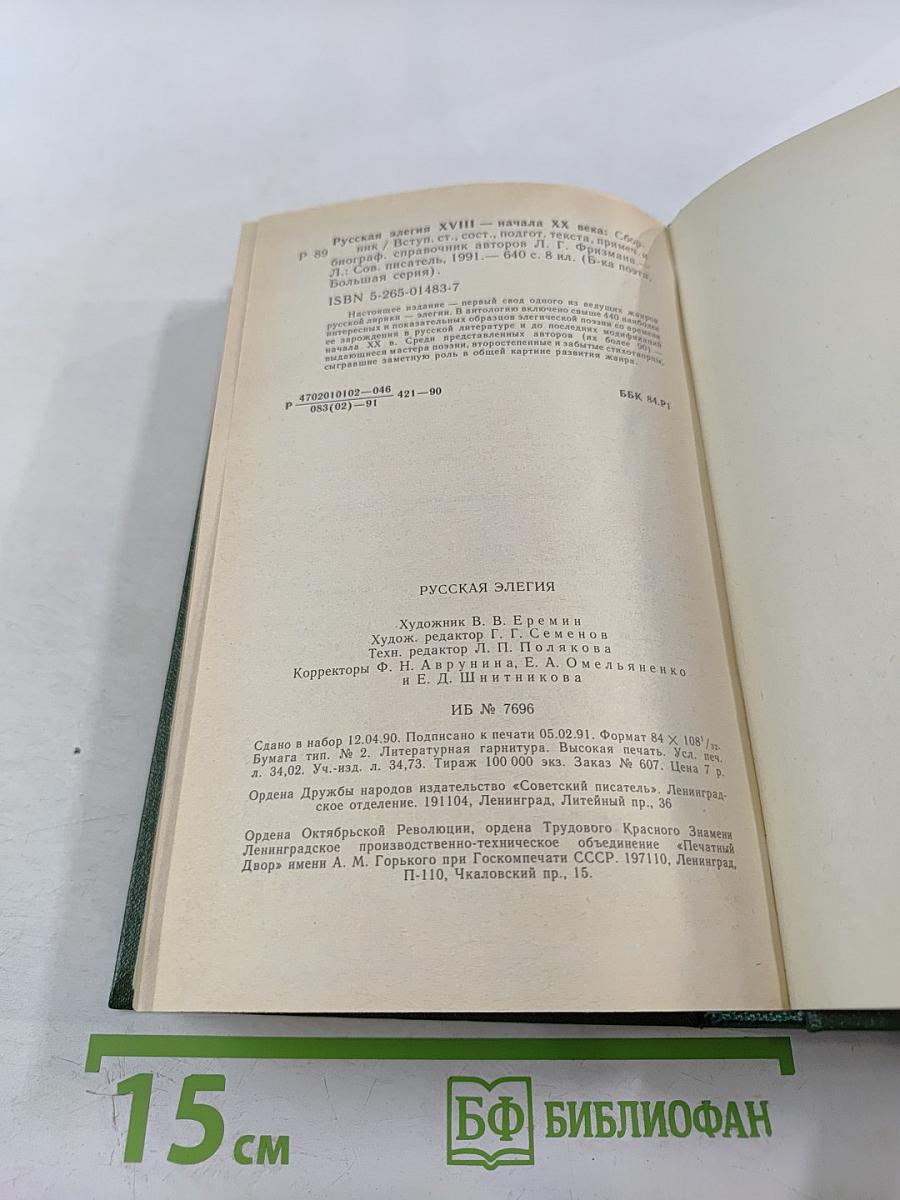 Русская элегия XVIII — начала XX века: Сбор-
Р 89 ник / Вступ. ст., сост., подгот. текста, примеч. и
биограф. справочник авторов Л. Г. Фризмана.—
Л.: Сов. писатель, 1991.— 640 с. 8 ил. (Б-ка поэта,
Большая серия).
ISBN 5-265-01483-7
Настоящее издание — первый свод одного из ведущих жанров
русской лирики — элегии. В антологию включено свыше 440 наиболее
интересных и показательных образцов элегической поэзии со времени
ее зарождения в русской литературе и до последних модификаций
начала XX в. Среди представленных авторов (их более 90) —
выдающиеся мастера поэзии, второстепенные и забытые стихотворцы,
сыгравшие заметную роль в общей картине развития жанра.
Р 4702010102—046 421—90
083(02)—91
ББК 84.Р1
РУССКАЯ ЭЛЕГИЯ
Художник В. В. Еремин
Худож. редактор Г. Г. Семенов
Техн. редактор Л. П. Полякова
Корректоры Ф. Н. Аврунина, Е. А. Омельяненко
и Е. Д. Шнитникова
ИБ № 7696
Сдано в набор 12.04.90. Подписано к печати 05.02.91. Формат 84 × 108¹/₃₂.
Бумага тип. № 2. Литературная гарнитура. Высокая печать. Усл. печ.
л. 34,02. Уч.-изд. л. 34,73. Тираж 100 000 экз. Заказ № 607. Цена 7 р.
Ордена Дружбы народов издательство «Советский писатель». Ленинград-
ское отделение. 191104, Ленинград, Литейный пр., 36
Ордена Октябрьской Революции, ордена Трудового Красного Знамени
Ленинградское производственно-техническое объединение «Печатный
Двор» имени А. М. Горького при Госкомпечати СССР. 197110, Ленинград,
П-110, Чкаловский пр., 15.
15 см
БФ БИБЛИОФАН